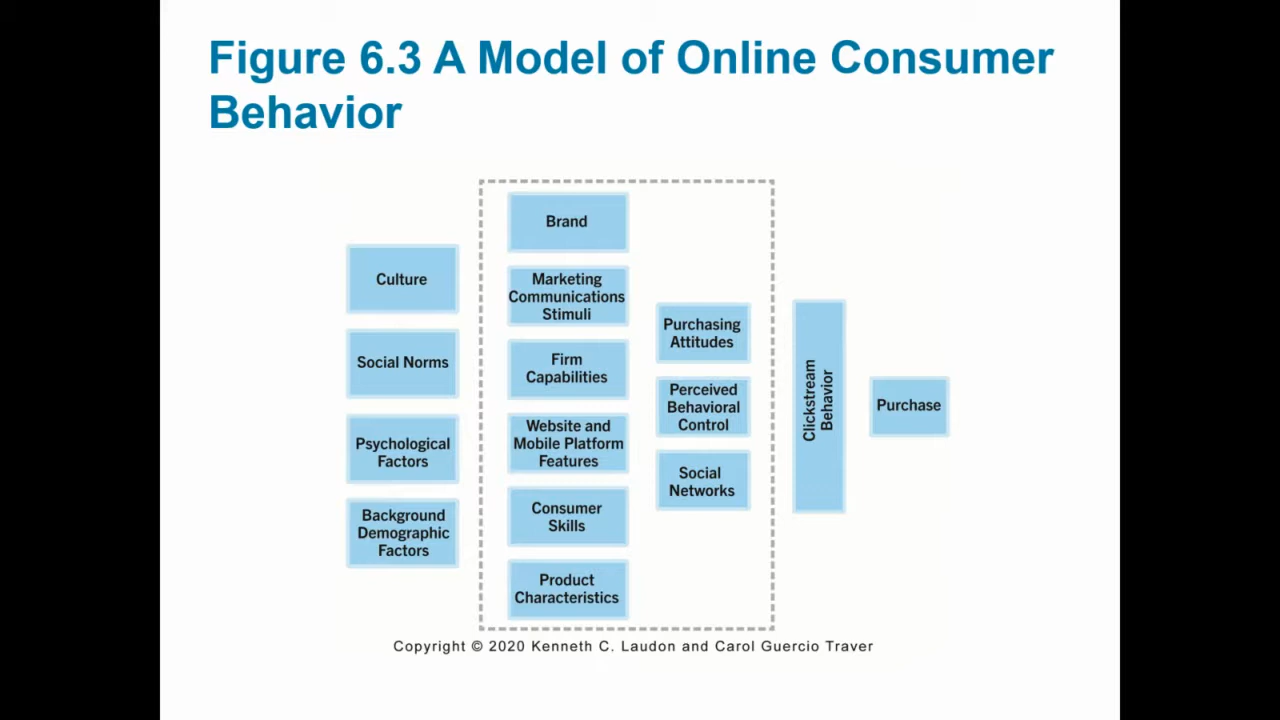 Figure 6.3 A Model of Online Consumer
Behavior
Culture
Social Norms
Psychological
Factors
Background
Demographic
Factors
Brand
Marketing
Communications
Stimuli
Firm
Capabilities
Website and
Mobile Platform
Features
Consumer
Skills
Product
Characteristics
Purchasing
Attitudes
Perceived
Behavioral
Control
Social
Networks
Clickstream
Behavior
Purchase
Copyright © 2020 Kenneth C. Laudon and Carol Guercio Traver